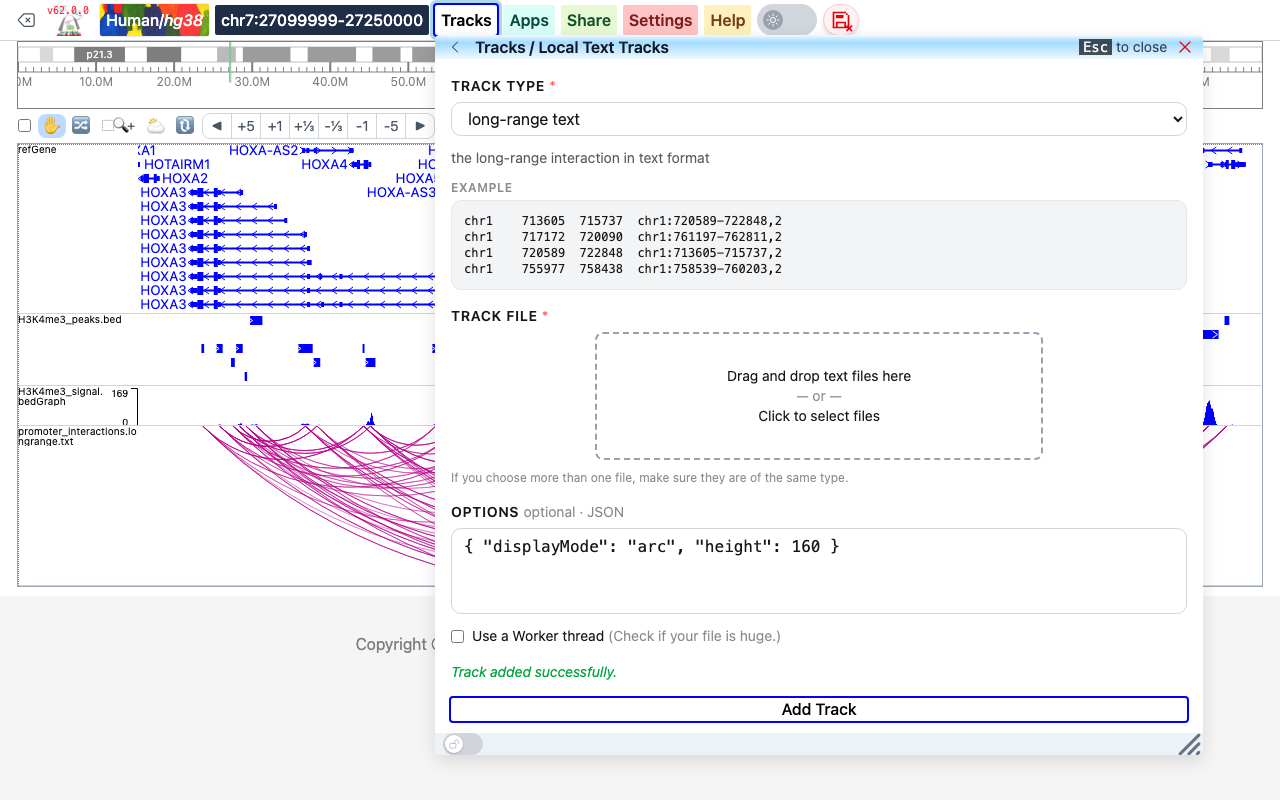 v62.0.0
Human/hg38
chr7:27099999-27250000
Tracks
Apps
Share
Settings
Help
Tracks / Local Text Tracks
Esc to close
p21.3
0M
10.0M
20.0M
30.0M
40.0M
50.0M
M
+5
+1
+⅓
-⅓
-1
-5
refGene
HOXA-AS2
HOTAIRM1
HOXA4
HOXA2
HOXA3
HOXA-AS3
HOXA3
HOXA3
HOXA3
HOXA3
HOXA3
HOXA3
HOXA3
HOXA3
H3K4me3_peaks.bed
H3K4me3_signal.
bedGraph
169
0
promoter_interactions.lo
ngrange.txt
Copyright
TRACK TYPE *
long-range text
the long-range interaction in text format
EXAMPLE
chr1 713605 715737 chr1:720589-722848,2
chr1 717172 720090 chr1:761197-762811,2
chr1 720589 722848 chr1:713605-715737,2
chr1 755977 758438 chr1:758539-760203,2
TRACK FILE *
Drag and drop text files here
— or —
Click to select files
If you choose more than one file, make sure they are of the same type.
OPTIONS optional · JSON
{ "displayMode": "arc", "height": 160 }
Use a Worker thread (Check if your file is huge.)
Track added successfully.
Add Track